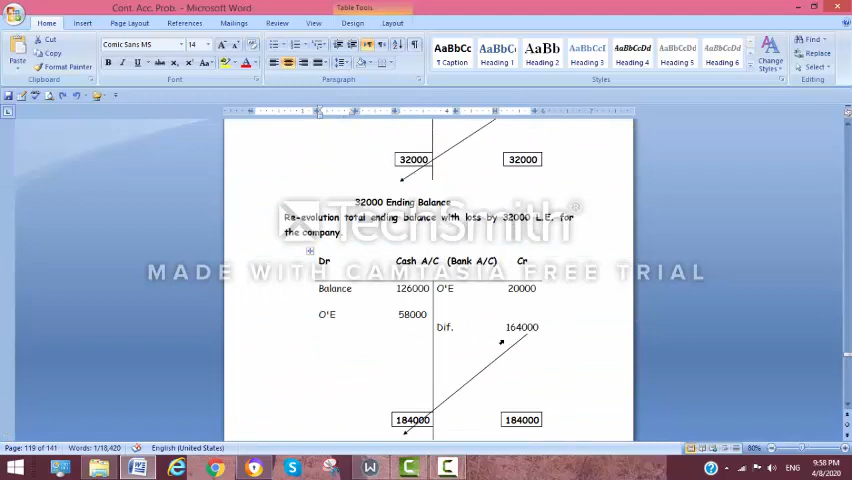 Cont. Acc. Prob. - Microsoft Word
Table Tools
Home Insert Page Layout References Mailings Review View Design Layout
Cut
Copy
Format Painter
Paste
Clipboard
Comic Sans MS 14
Font
Paragraph
AaBbCc AaBbCc AaBb AaBbCc AaBbCcDd AaBbCcI AaBbCcDd
¶ Caption Heading 1 Heading 2 Heading 3 Heading 4 Heading 5 Heading 6
Styles
Change
Styles
Find
Replace
Select
Editing
32000 32000
32000 Ending Balance
Re-evolution total ending balance with loss by 32000 L.E. for
the company.
TechSmith®
MADE WITH CAMTASIA FREE TRIAL
Dr Cash A/C (Bank A/C) Cr
Balance 126000 O'E 20000
O'E 58000
Dif. 164000
184000 184000
Page: 119 of 141 Words: 1/18,420 English (United States) 80%
ENG
9:58 PM
4/8/2020